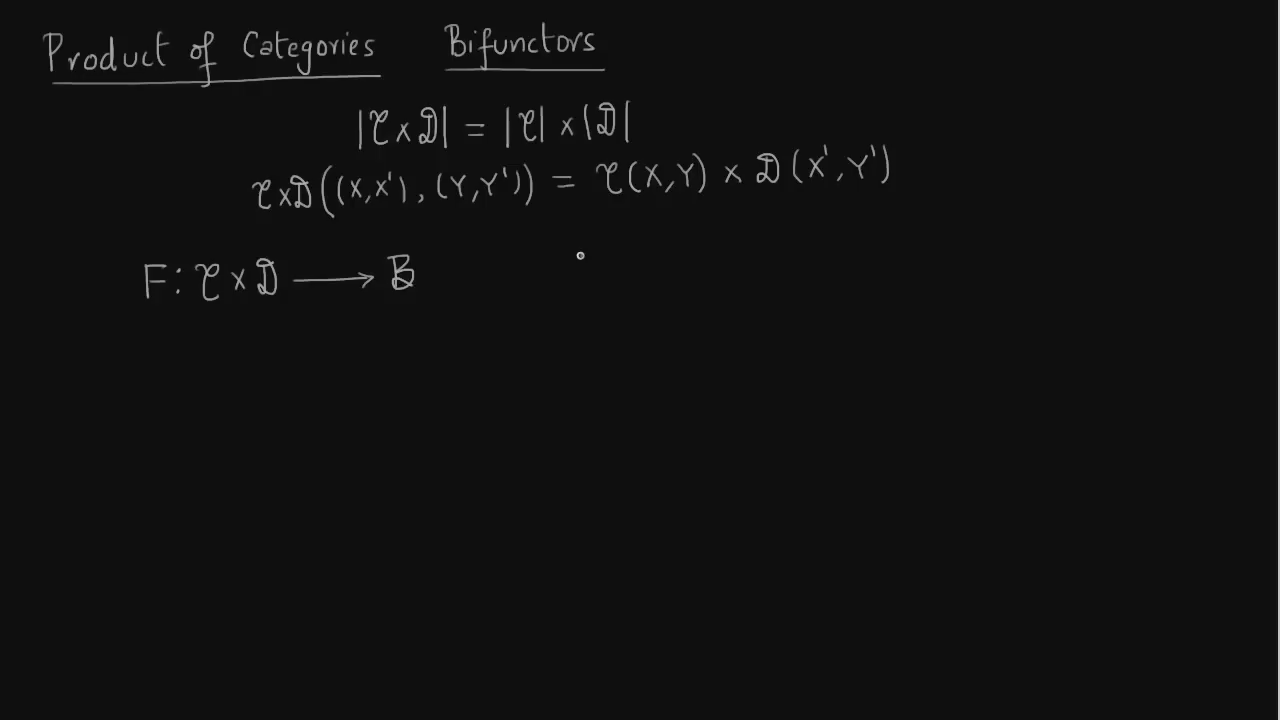 Product of Categories Bifunctors
|𝒞 × 𝔻| = |𝒞| × |𝔻|
𝒞×𝔻((X,X'), (Y,Y')) = 𝒞(X,Y) × 𝔻(X',Y')
F: 𝒞 × 𝔻 ⟶ 𝔹